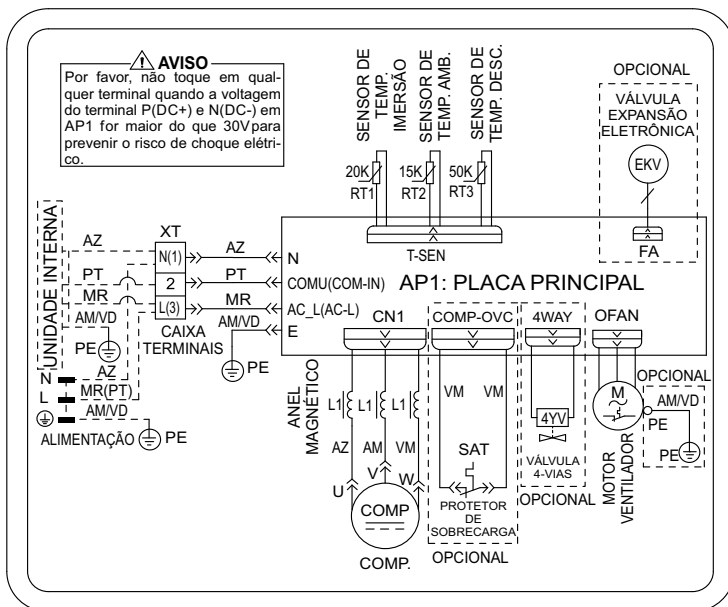 AVISO
Por favor, não toque em qual-
quer terminal quando a voltagem
do terminal P(DC+) e N(DC-) em
AP1 for maior do que 30V para
prevenir o risco de choque elétri-
co.
SENSOR DE
TEMP.
IMERSÃO
SENSOR DE
TEMP. AMB.
SENSOR DE
TEMP. DESC.
20K
RT1
15K
RT2
50K
RT3
T-SEN
OPCIONAL
VÁLVULA
EXPANSÃO
ELETRÔNICA
EKV
FA
UNIDADE INTERNA
AZ
PT
MR
AM/VD
PE
XT
N(1)
2
L(3)
CAIXA
TERMINAIS
AZ
PT
MR
AM/VD
PE
N
COMU(COM-IN)
AC_L(AC-L)
E
AP1: PLACA PRINCIPAL
N
L
AZ
MR(PT)
AM/VD
ALIMENTAÇÃO
PE
CN1
ANEL
MAGNÉTICO
L1
L1
L1
AZ
AM
VM
U
V
W
COMP
COMP.
COMP-OVC
VM
VM
SAT
PROTETOR
DE
SOBRECARGA
OPCIONAL
4WAY
4YV
VÁLVULA
4-VIAS
OPCIONAL
OFAN
M
MOTOR
VENTILADOR
OPCIONAL
AM/VD
PE
PE